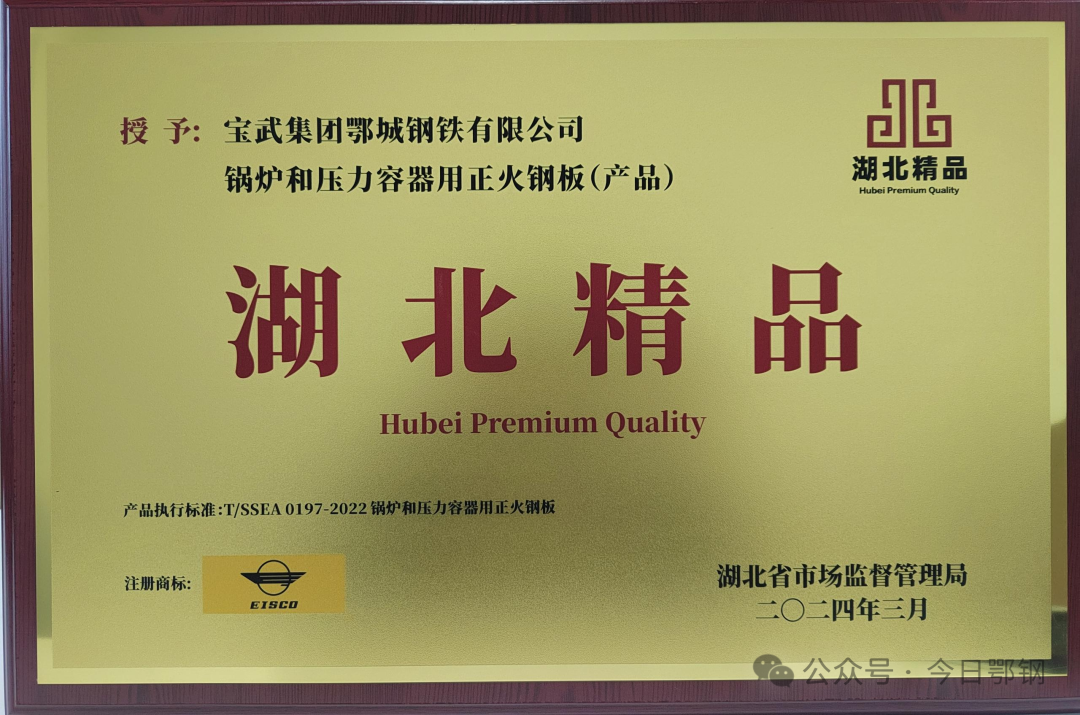 授 予: 宝武集团鄂城钢铁有限公司
锅炉和压力容器用正火钢板(产品)
湖北精品
Hubei Premium Quality
湖北精品
Hubei Premium Quality
产品执行标准:T/SSEA 0197-2022 锅炉和压力容器用正火钢板
注册商标:
EISCO
湖北省市场监督管理局
二〇二四年三月
公众号·今日鄂钢